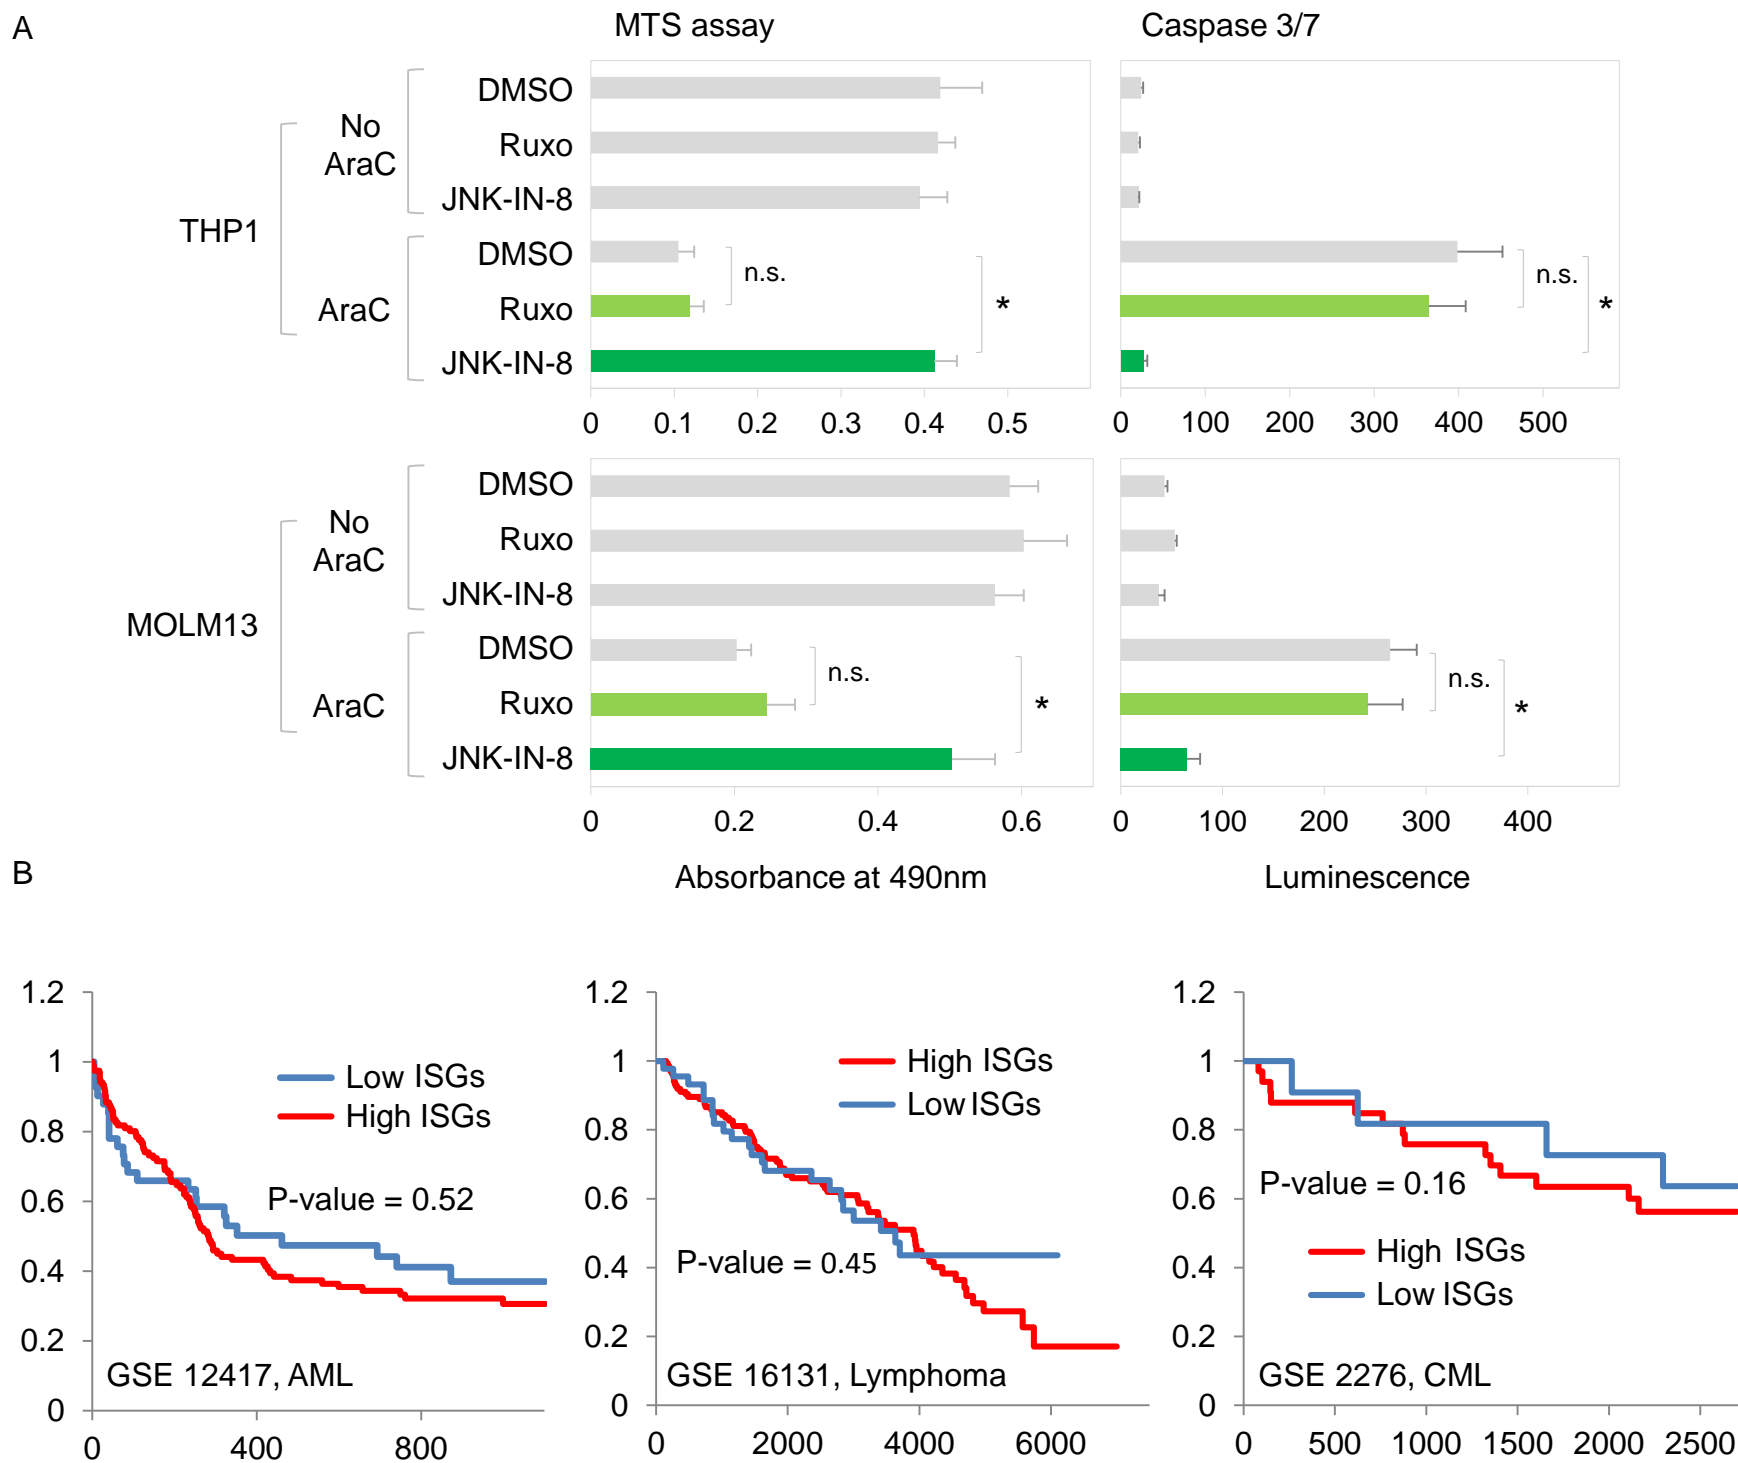 A
MTS assay
Caspase 3/7
THP1
No
AraC
DMSO
Ruxo
JNK-IN-8
AraC
DMSO
Ruxo
JNK-IN-8
n.s.
*
n.s.
*
0 0.1 0.2 0.3 0.4 0.5
0 100 200 300 400 500
MOLM13
No
AraC
DMSO
Ruxo
JNK-IN-8
AraC
DMSO
Ruxo
JNK-IN-8
n.s.
*
n.s.
*
0 0.2 0.4 0.6
0 100 200 300 400
Absorbance at 490nm
Luminescence
B
1.2
1
0.8
0.6
0.4
0.2
0
Low ISGs
High ISGs
P-value = 0.52
GSE 12417, AML
0 400 800
1.2
1
0.8
0.6
0.4
0.2
0
High ISGs
Low ISGs
P-value = 0.45
GSE 16131, Lymphoma
0 2000 4000 6000
1.2
1
0.8
0.6
0.4
0.2
0
P-value = 0.16
High ISGs
Low ISGs
GSE 2276, CML
0 500 1000 1500 2000 2500